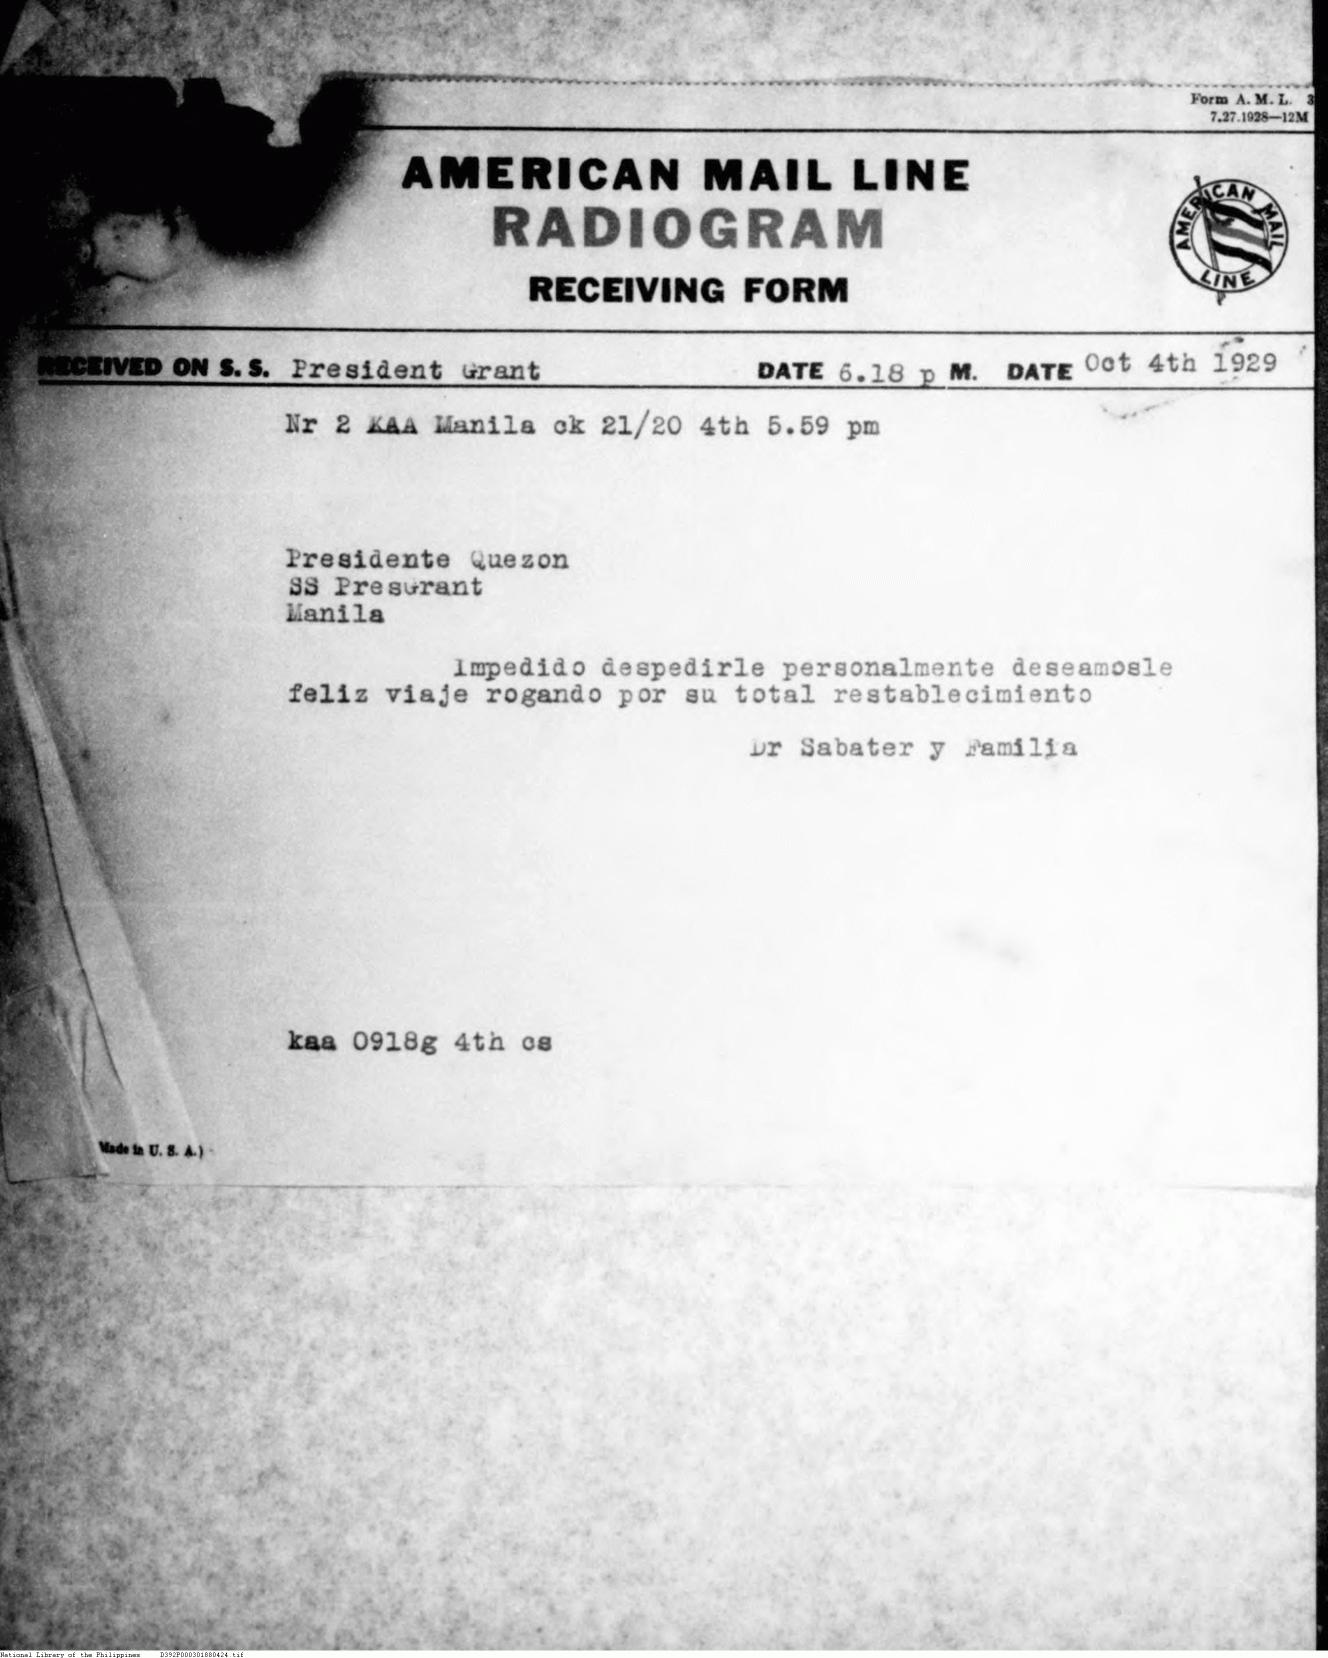 Form A. M. L. 3
7.27.1928—12M
AMERICAN MAIL LINE
RADIOGRAM
RECEIVING FORM
AMERICAN MAIL LINE
RECEIVED ON S. S. President Grant DATE 6.18 p M. DATE Oct 4th 1929
Nr 2 KAA Manila ck 21/20 4th 5.59 pm
Presidente Quezon
SS PresGrant
Manila
Impedido despedirle personalmente deseamosle
feliz viaje rogando por su total restablecimiento
Dr Sabater y Familia
kaa 0918g 4th cs
Made in U. S. A.)
National Library of the Philippines D392P000301880424.tif